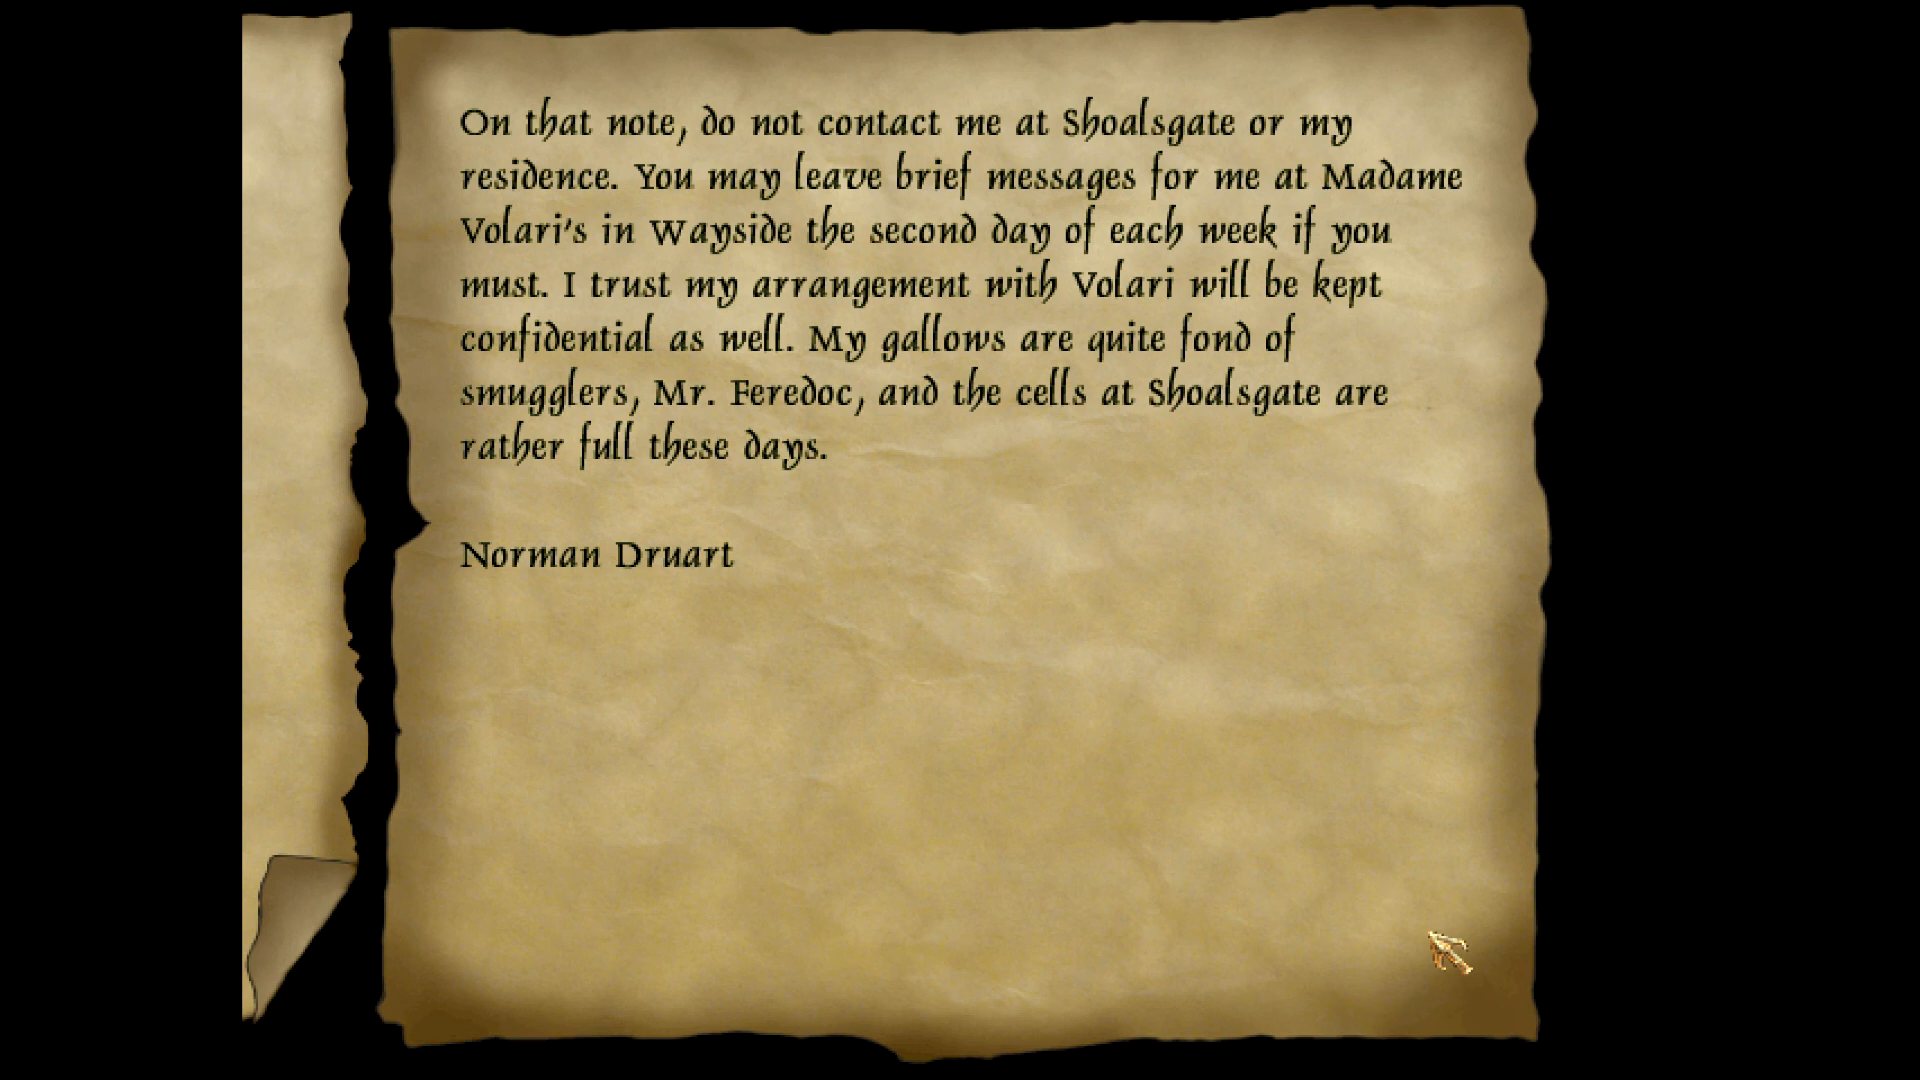 On that note, do not contact me at Shoalsgate or my
residence. You may leave brief messages for me at Madame
Volari's in Wayside the second day of each week if you
must. I trust my arrangement with Volari will be kept
confidential as well. My gallows are quite fond of
smugglers, Mr. Feredoc, and the cells at Shoalsgate are
rather full these days.
Norman Druart